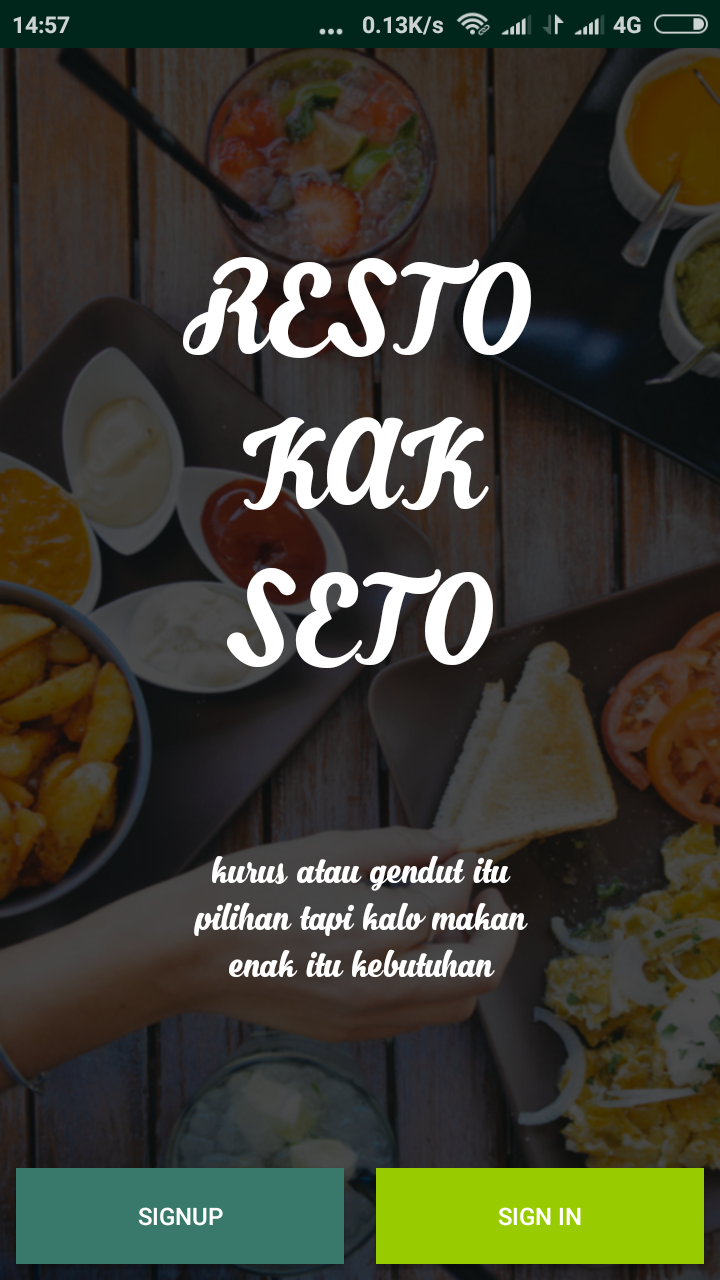 14:57 ... 0.13K/s 4G
RESTO
KAK
SETO
kurus atau gendut itu
pilihan tapi kalo makan
enak itu kebutuhan
SIGNUP SIGN IN